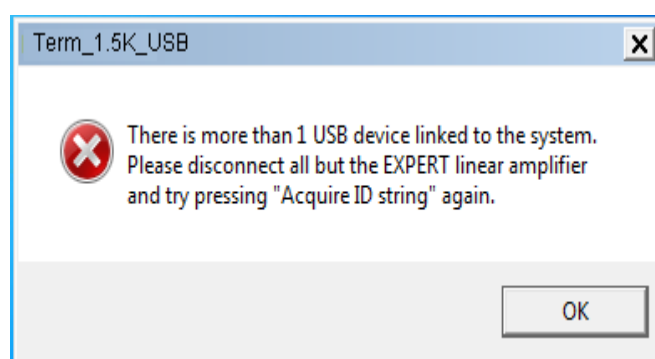 Term_1.5K_USB
There is more than 1 USB device linked to the system.
Please disconnect all but the EXPERT linear amplifier
and try pressing "Acquire ID string" again.
OK